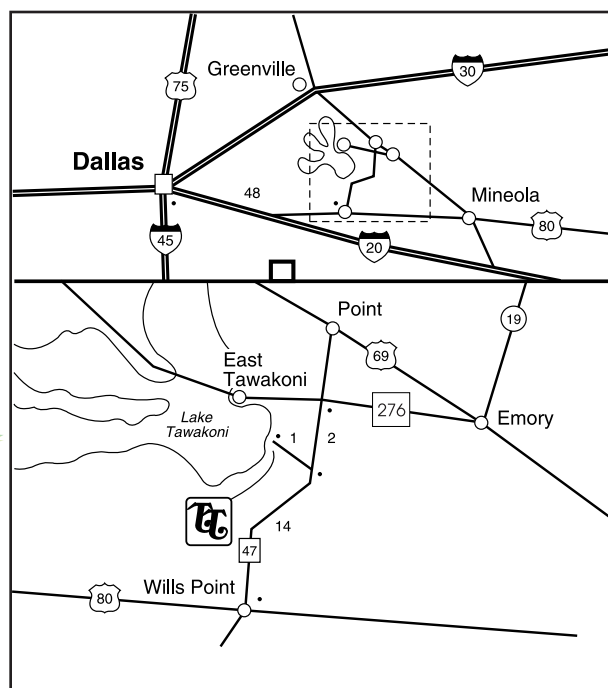 Greenville
30
75
Dallas
48
Mineola
80
45
20
Point
19
69
East
Tawakoni
276
Emory
Lake
Tawakoni
1
2
TT
14
47
Wills Point
80